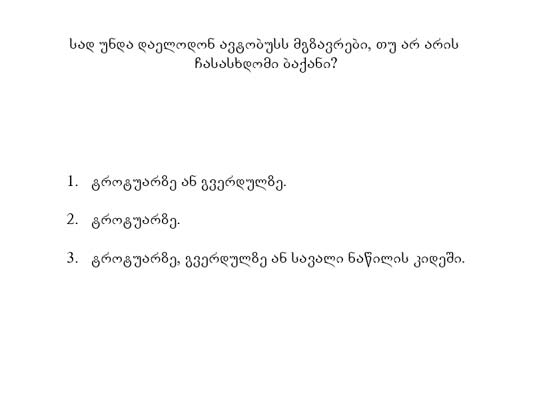 სად უნდა დაელოდონ ავტობუსს მგზავრები, თუ არ არის
ჩასასხდომი ბაქანი?
1. ტროტუარზე ან გვერდულზე.
2. ტროტუარზე.
3. ტროტუარზე, გვერდულზე ან სავალი ნაწილის კიდეში.